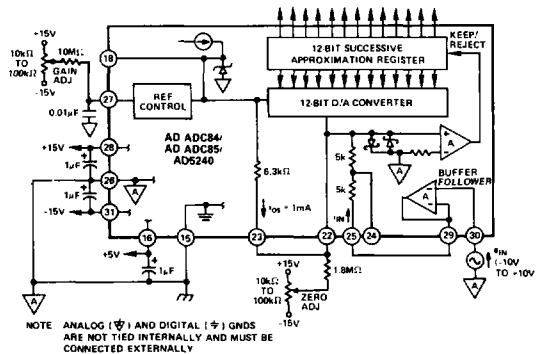 +15V
10kΩ
TO
100kΩ
-15V
10MΩ
GAIN
ADJ
0.01µF
18
27
REF
CONTROL
12-BIT SUCCESSIVE
APPROXIMATION REGISTER
KEEP/
REJECT
12-BIT D/A CONVERTER
AD ADC84/
AD ADC85/
AD5240
+15V
1µF
1µF
-15V
28
26
31
A
6.3kΩ
IOS = 1mA
5k
5k
IIN
A
+
-
A
BUFFER
FOLLOWER
A
16
15
23
22
25
24
29
30
+5V
1µF
A
+15V
10kΩ
TO
100kΩ
-15V
ZERO
ADJ
1.8MΩ
eIN
(-10V
TO +10V
A
NOTE ANALOG (A) AND DIGITAL (⏚) GNDS
ARE NOT TIED INTERNALLY AND MUST BE
CONNECTED EXTERNALLY